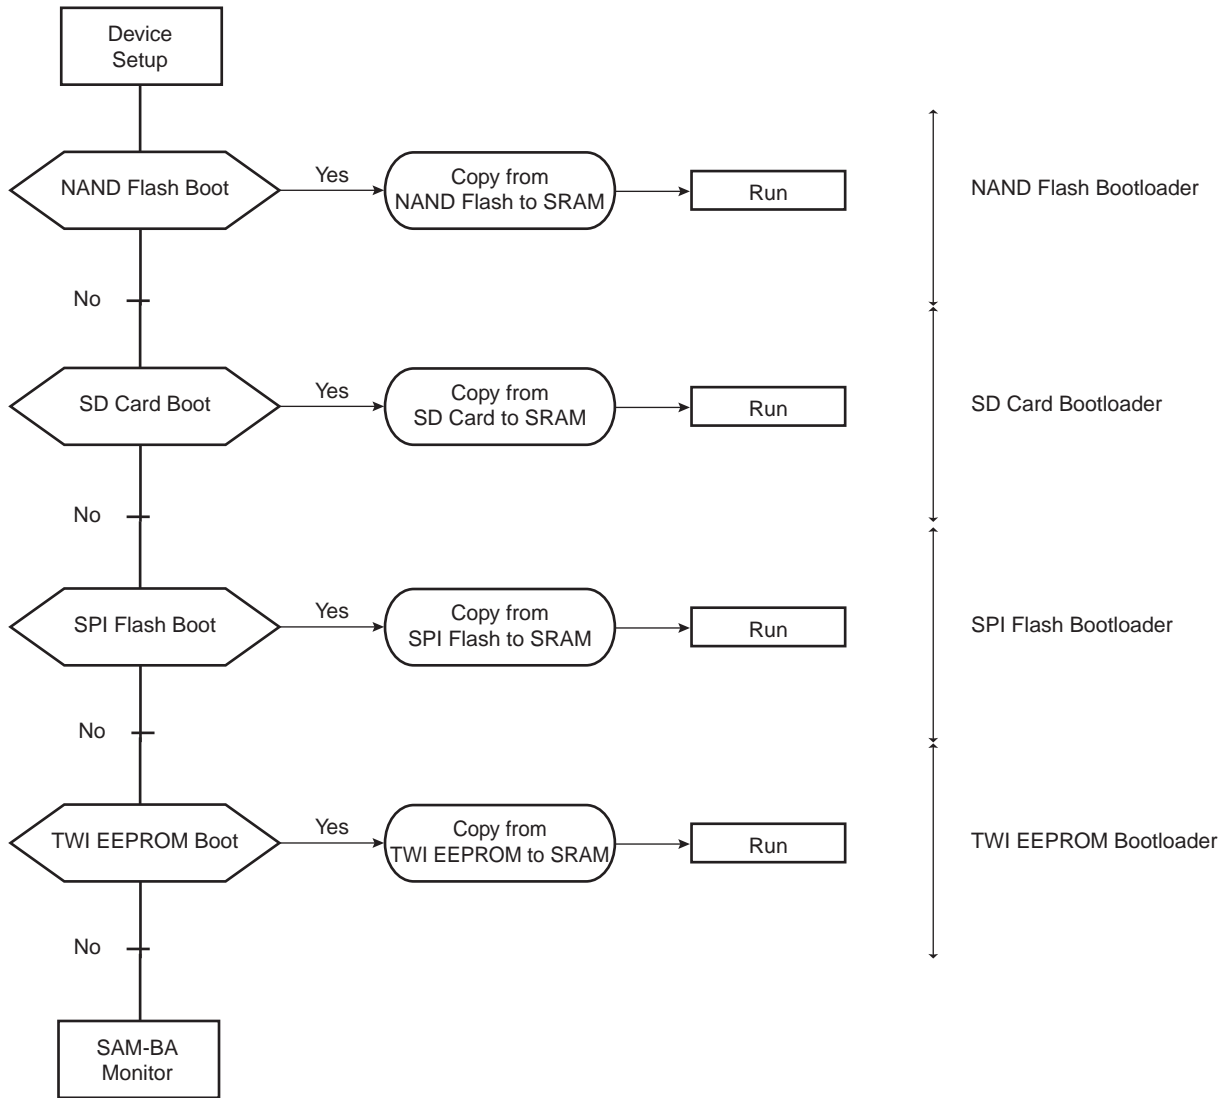 Device
Setup
NAND Flash Boot
Yes
Copy from
NAND Flash to SRAM
Run
NAND Flash Bootloader
No
SD Card Boot
Yes
Copy from
SD Card to SRAM
Run
SD Card Bootloader
No
SPI Flash Boot
Yes
Copy from
SPI Flash to SRAM
Run
SPI Flash Bootloader
No
TWI EEPROM Boot
Yes
Copy from
TWI EEPROM to SRAM
Run
TWI EEPROM Bootloader
No
SAM-BA
Monitor